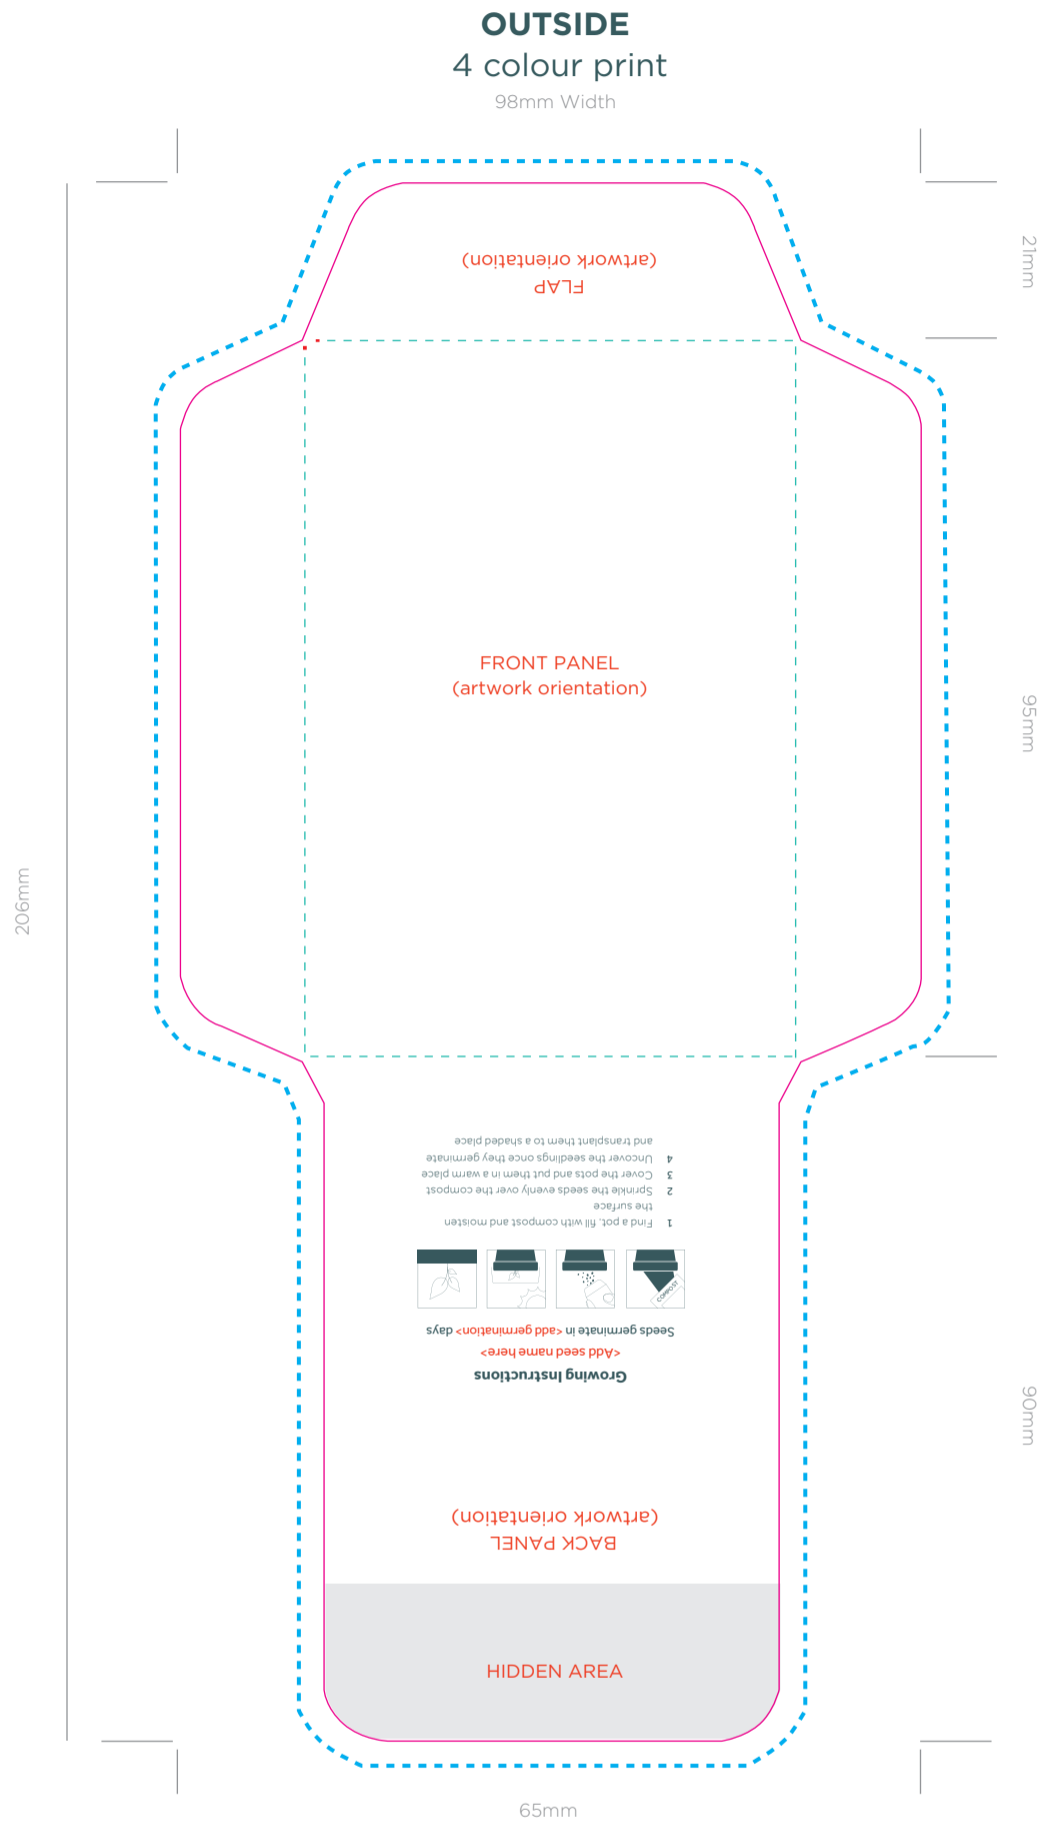 OUTSIDE
4 colour print
98mm Width
21mm
FLAP
(artwork orientation)
FRONT PANEL
(artwork orientation)
95mm
206mm
BACK PANEL
(artwork orientation)
Growing Instructions
<Add seed name here>
Seeds germinate in <add germination> days
COMPOST
1 Find a pot, fill with compost and moisten
the surface
2 Sprinkle the seeds evenly over the compost
3 Cover the pots and put them in a warm place
4 Uncover the seedlings once they germinate
and transplant them to a shaded place
90mm
HIDDEN AREA
65mm